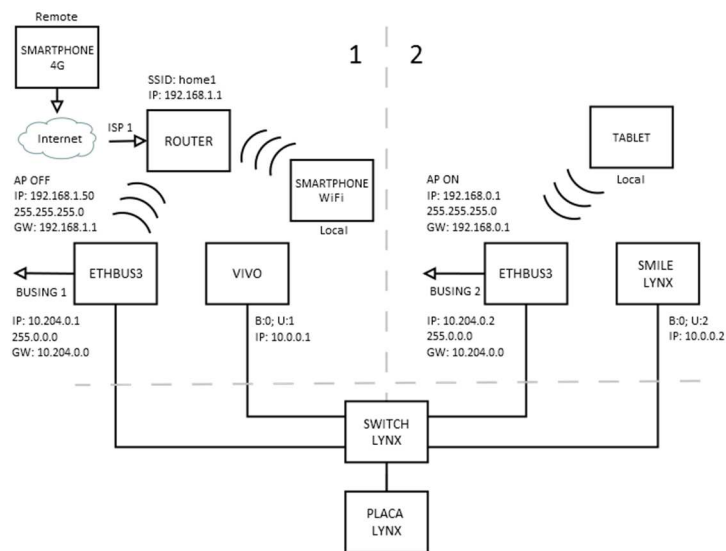 Remote
SMARTPHONE
4G
1
2
SSID: home1
IP: 192.168.1.1
Internet
ISP 1
ROUTER
TABLET
Local
AP OFF
IP: 192.168.1.50
255.255.255.0
GW: 192.168.1.1
SMARTPHONE
WiFi
Local
AP ON
IP: 192.168.0.1
255.255.255.0
GW: 192.168.0.1
ETHBUS3
BUSING 1
VIVO
ETHBUS3
BUSING 2
SMILE
LYNX
IP: 10.204.0.1
255.0.0.0
GW: 10.204.0.0
B:0; U:1
IP: 10.0.0.1
IP: 10.204.0.2
255.0.0.0
GW: 10.204.0.0
B:0; U:2
IP: 10.0.0.2
SWITCH
LYNX
PLACA
LYNX